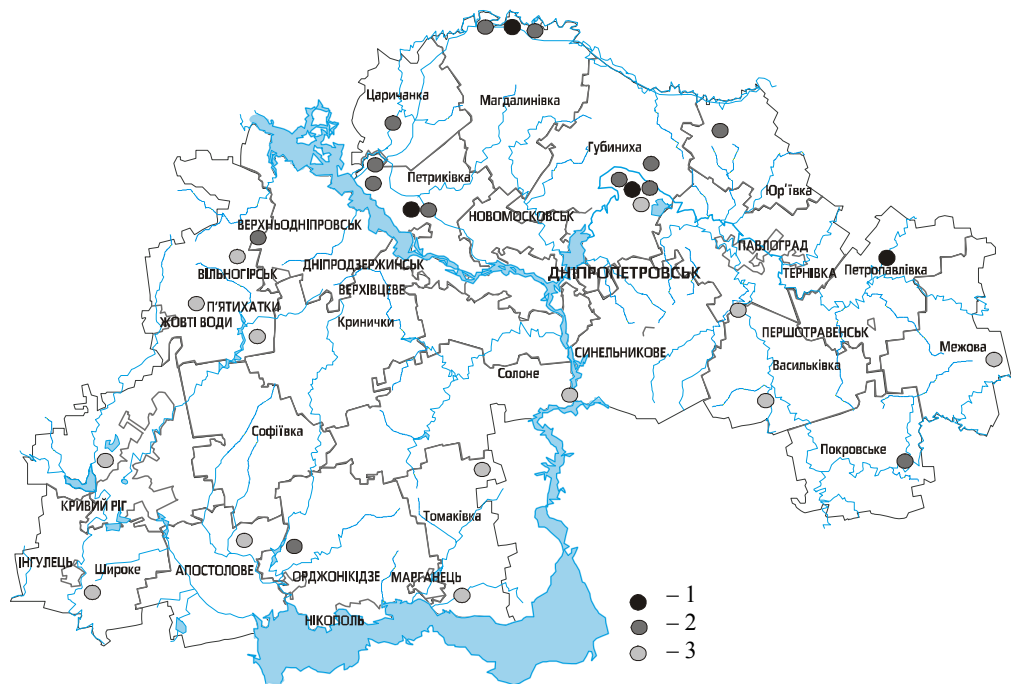 Царичанка
Магдалинівка
Губиниха
Петриківка
Юр'ївка
НОВОМОСКОВСЬК
ВЕРХНЬОДНІПРОВСЬК
ПАВЛОГРАД
ДНІПРОДЗЕРЖИНСЬК
ДНІПРОПЕТРОВСЬК
ТЕРНІВКА
Петропавлівка
ВІЛЬНОГІРСЬК
ВЕРХІВЦЕВЕ
П'ЯТИХАТКИ
ЖОВТІ ВОДИ
Кринички
ПЕРШОТРАВЕНСЬК
Межова
СИНЕЛЬНИКОВЕ
Васильківка
Солоне
Софіївка
Покровське
КРИВИЙ РІГ
Томаківка
ІНГУЛЕЦЬ
Широке
АПОСТОЛОВЕ
ОРДЖОНІКІДЗЕ
МАРГАНЕЦЬ
НІКОПОЛЬ
– 1
– 2
– 3